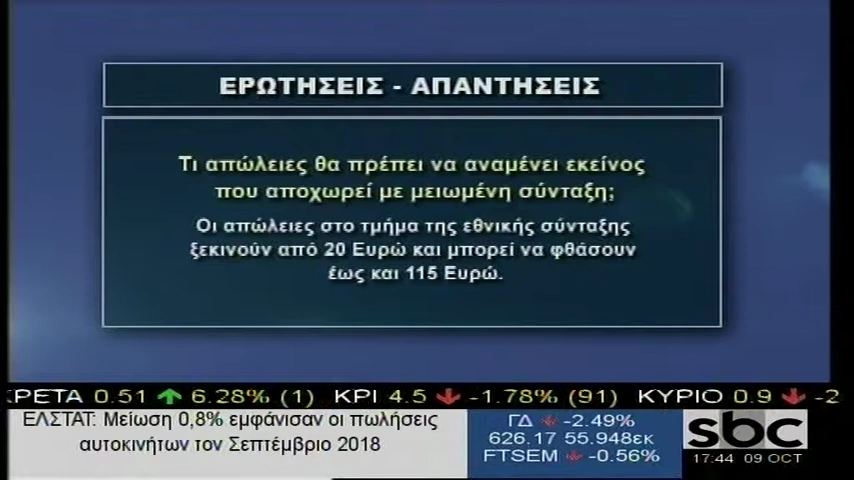 ΕΡΩΤΗΣΕΙΣ - ΑΠΑΝΤΗΣΕΙΣ
Τι απώλειες θα πρέπει να αναμένει εκείνος
που αποχωρεί με μειωμένη σύνταξη;
Οι απώλειες στο τμήμα της εθνικής σύνταξης
ξεκινούν από 20 Ευρώ και μπορεί να φθάσουν
έως και 115 Ευρώ.
ΚΡΕΤΑ 0.51 6.28% (1) ΚΡΙ 4.5 -1.78% (91) ΚΥΡΙΟ 0.9 -2
ΕΛΣΤΑΤ: Μείωση 0,8% εμφάνισαν οι πωλήσεις
αυτοκινήτων τον Σεπτέμβριο 2018
ΓΔ -2.49%
626.17 55.948εκ
FTSEM -0.56%
sbc
17:44 09 OCT